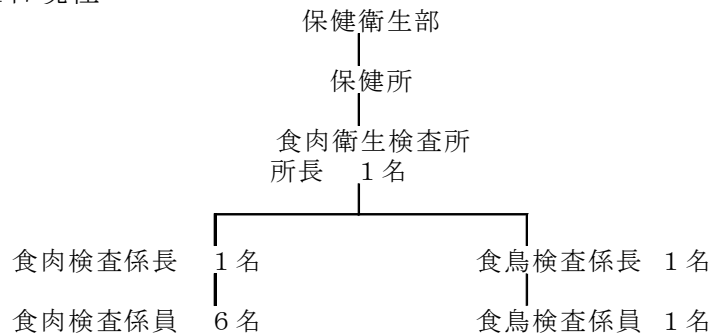 保健衛生部
保健所
食肉衛生検査所
所長　1名
食肉検査係長　1名　食鳥検査係長　1名
食肉検査係員　6名　食鳥検査係員　1名